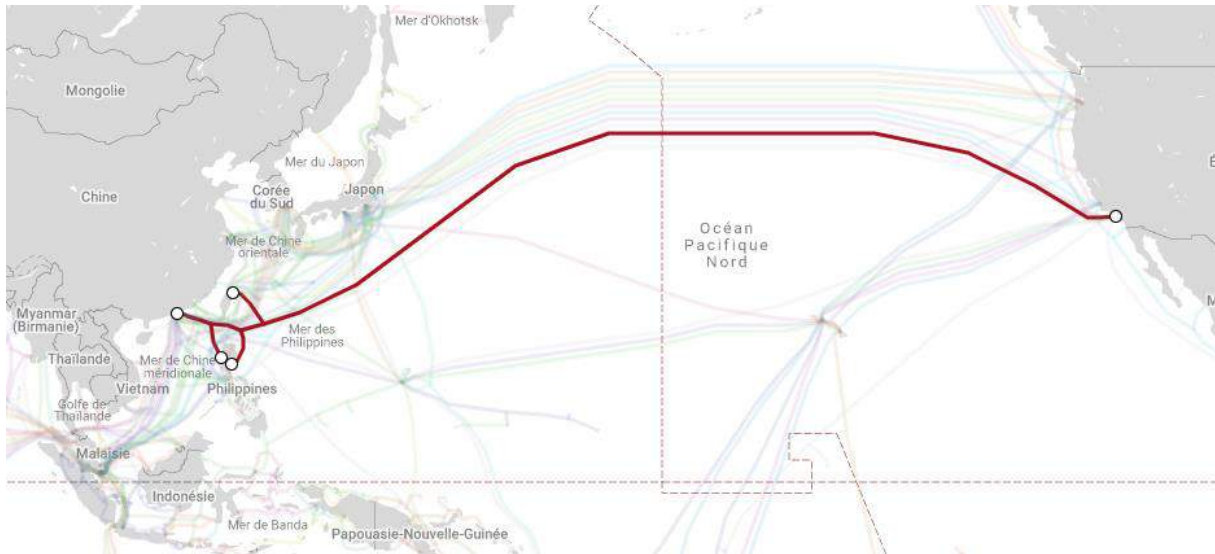 Mer d'Okhotsk
Mongolie
Mer du Japon
Corée
du Sud
Japon
Chine
Océan
Pacifique
Nord
Mer de Chine
orientale
Myanmar
(Birmanie)
Mer des
Philippines
Thaïlande
Mer de Chine
méridionale
Vietnam
Philippines
Golfe de
Thaïlande
Malaisie
Indonésie
Mer de Banda
Papouasie-Nouvelle-Guinée
É
M